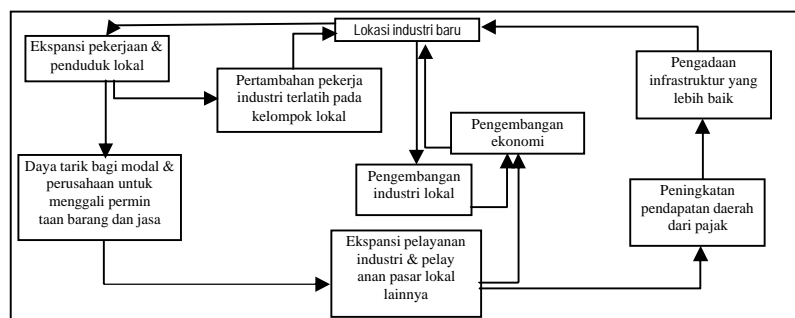 Lokasi industri baru
Ekspansi pekerjaan &
penduduk lokal
Pertambahan pekerja
industri terlatih pada
kelompok lokal
Pengadaan
infrastruktur yang
lebih baik
Pengembangan
ekonomi
Daya tarik bagi modal &
perusahaan untuk
menggali permin
taan barang dan jasa
Pengembangan
industri lokal
Peningkatan
pendapatan daerah
dari pajak
Ekspansi pelayanan
industri & pelay
anan pasar lokal
lainnya